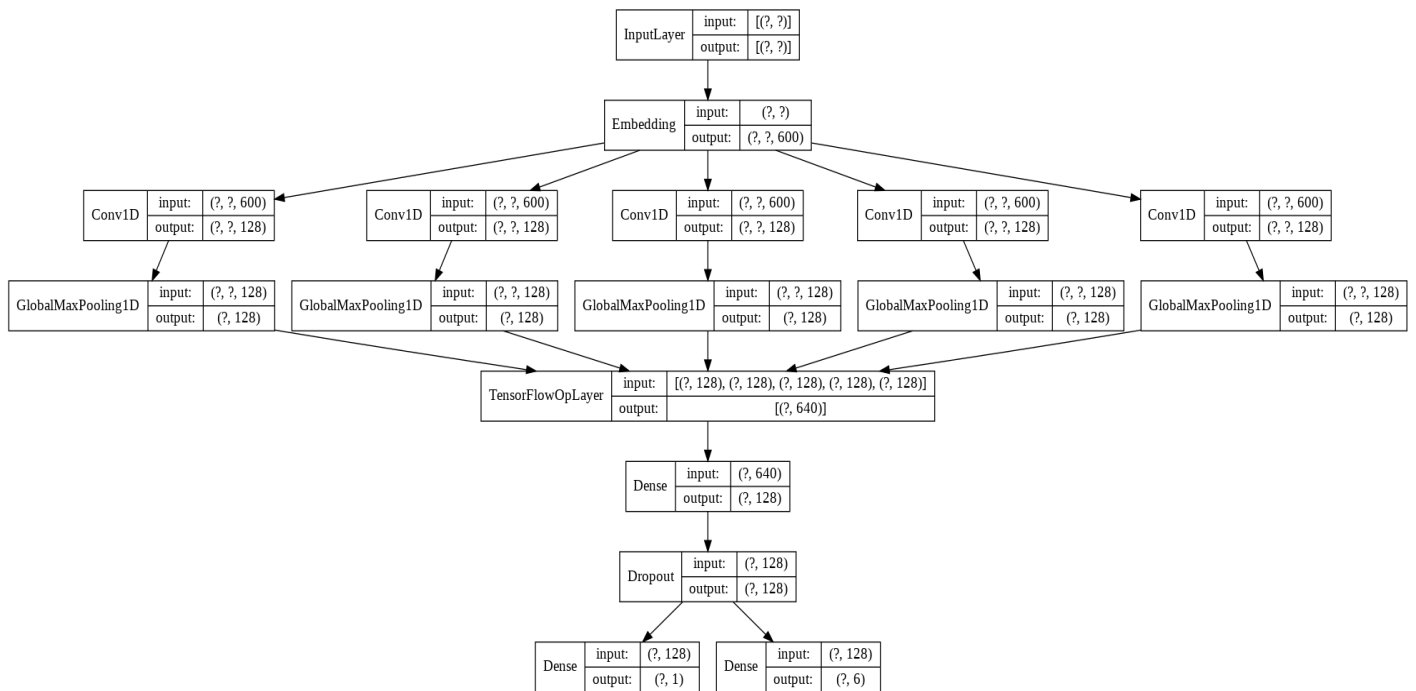 InputLayer input: [(?, ?)]
output: [(?, ?)]
Embedding input: (?, ?)
output: (?, ?, 600)
Conv1D input: (?, ?, 600)
output: (?, ?, 128)
Conv1D input: (?, ?, 600)
output: (?, ?, 128)
Conv1D input: (?, ?, 600)
output: (?, ?, 128)
Conv1D input: (?, ?, 600)
output: (?, ?, 128)
Conv1D input: (?, ?, 600)
output: (?, ?, 128)
GlobalMaxPooling1D input: (?, ?, 128)
output: (?, 128)
GlobalMaxPooling1D input: (?, ?, 128)
output: (?, 128)
GlobalMaxPooling1D input: (?, ?, 128)
output: (?, 128)
GlobalMaxPooling1D input: (?, ?, 128)
output: (?, 128)
GlobalMaxPooling1D input: (?, ?, 128)
output: (?, 128)
TensorFlowOpLayer input: [(?, 128), (?, 128), (?, 128), (?, 128), (?, 128)]
output: [(?, 640)]
Dense input: (?, 640)
output: (?, 128)
Dropout input: (?, 128)
output: (?, 128)
Dense input: (?, 128)
output: (?, 1)
Dense input: (?, 128)
output: (?, 6)